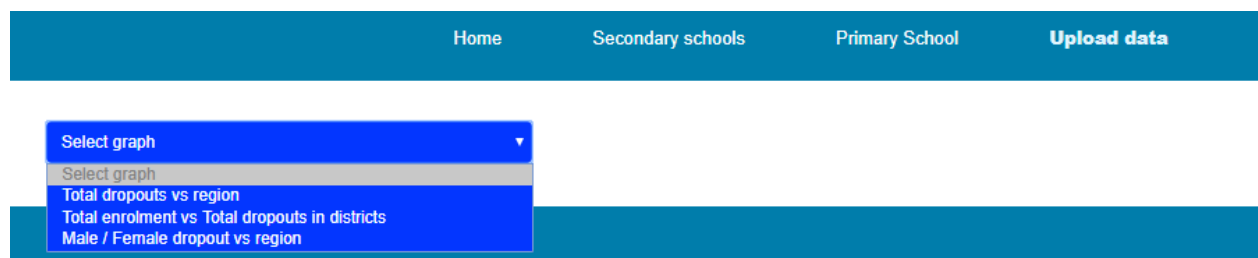 Home Secondary schools Primary School Upload data
Select graph
Select graph
Total dropouts vs region
Total enrolment vs Total dropouts in districts
Male / Female dropout vs region